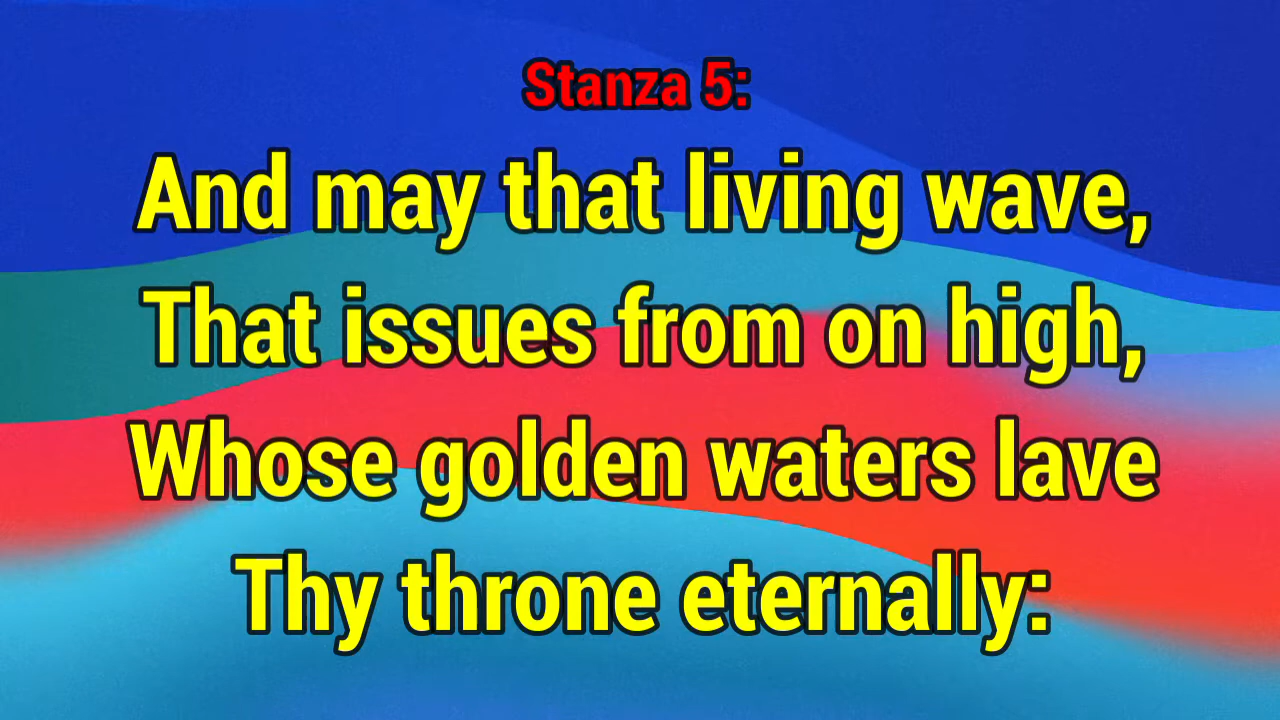 Stanza 5:
And may that living wave,
That issues from on high,
Whose golden waters lave
Thy throne eternally: